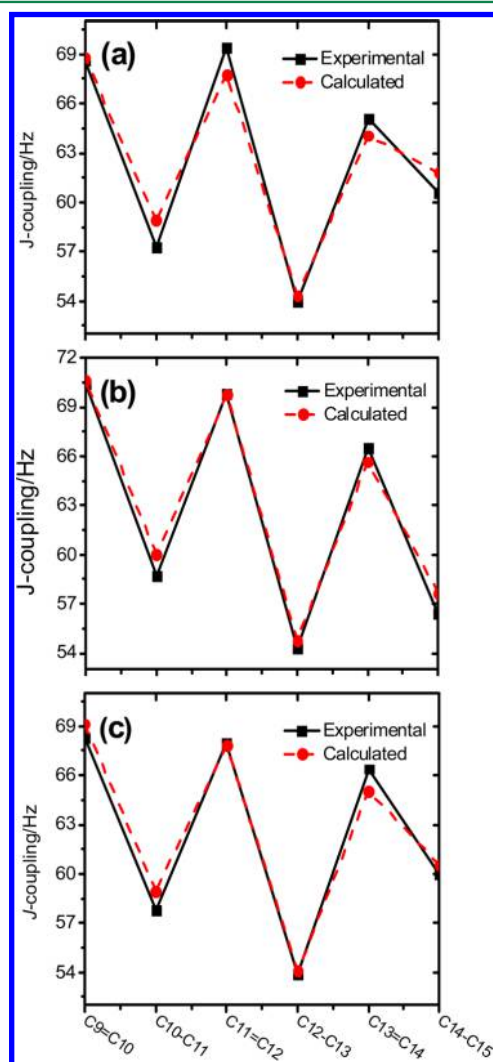 (a)
Experimental
Calculated
J-coupling/Hz
69
66
63
60
57
54
(b)
Experimental
Calculated
J-coupling/Hz
72
69
66
63
60
57
54
(c)
Experimental
Calculated
J-coupling/Hz
69
66
63
60
57
54
C9=C10
C10-C11
C11=C12
C12-C13
C13=C14
C14-C15